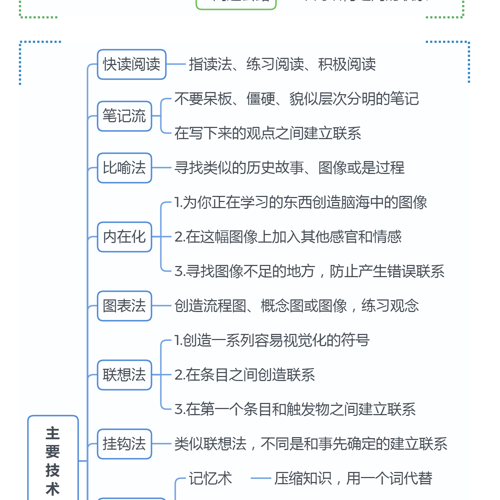 快读阅读
指读法、练习阅读、积极阅读
不要呆板、僵硬、貌似层次分明的笔记
笔记流
在写下来的观点之间建立联系
比喻法
寻找类似的历史故事、图像或是过程
1.为你正在学习的东西创造脑海中的图像
内在化
2.在这幅图像上加入其他感官和情感
3.寻找图像不足的地方，防止产生错误联系
图表法
创造流程图、概念图或图像，练习观念
1.创造一系列容易视觉化的符号
联想法
2.在条目之间创造联系
3.在第一个条目和触发物之间建立联系
主要技术
挂钩法
类似联想法，不同是和事先确定的建立联系
记忆术
压缩知识，用一个词代替